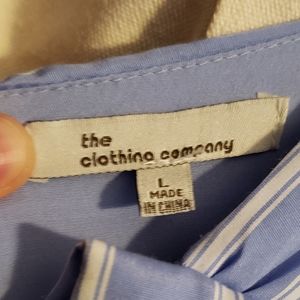 the
clothing company
L
MADE
IN CHINA